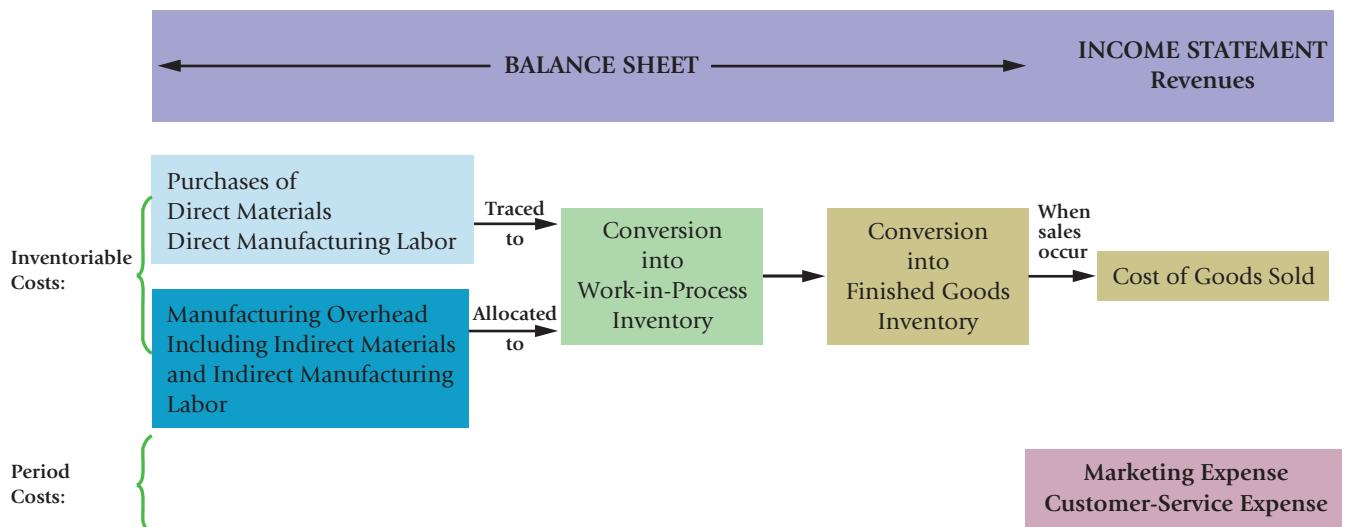 BALANCE SHEET
INCOME STATEMENT
Revenues
Inventoriable
Costs:
Purchases of
Direct Materials
Direct Manufacturing Labor
Traced
to
Manufacturing Overhead
Including Indirect Materials
and Indirect Manufacturing
Labor
Allocated
to
Conversion
into
Work-in-Process
Inventory
Conversion
into
Finished Goods
Inventory
When
sales
occur
Cost of Goods Sold
Period
Costs:
Marketing Expense
Customer-Service Expense